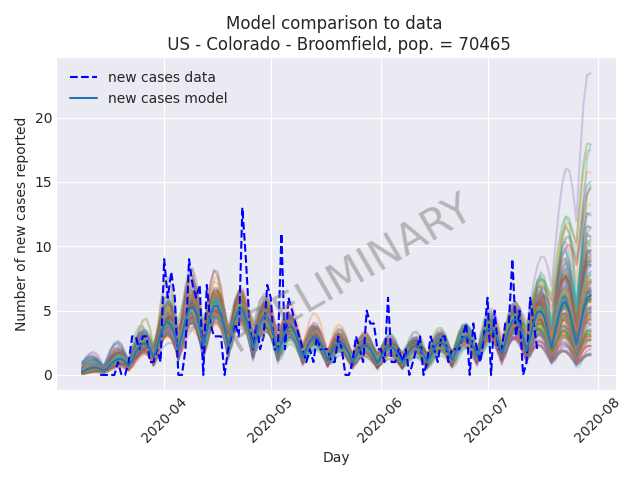 Model comparison to data
US - Colorado - Broomfield, pop. = 70465
new cases data
new cases model
PRELIMINARY
Number of new cases reported
20
15
10
5
0
2020-04
2020-05
2020-06
2020-07
2020-08
Day